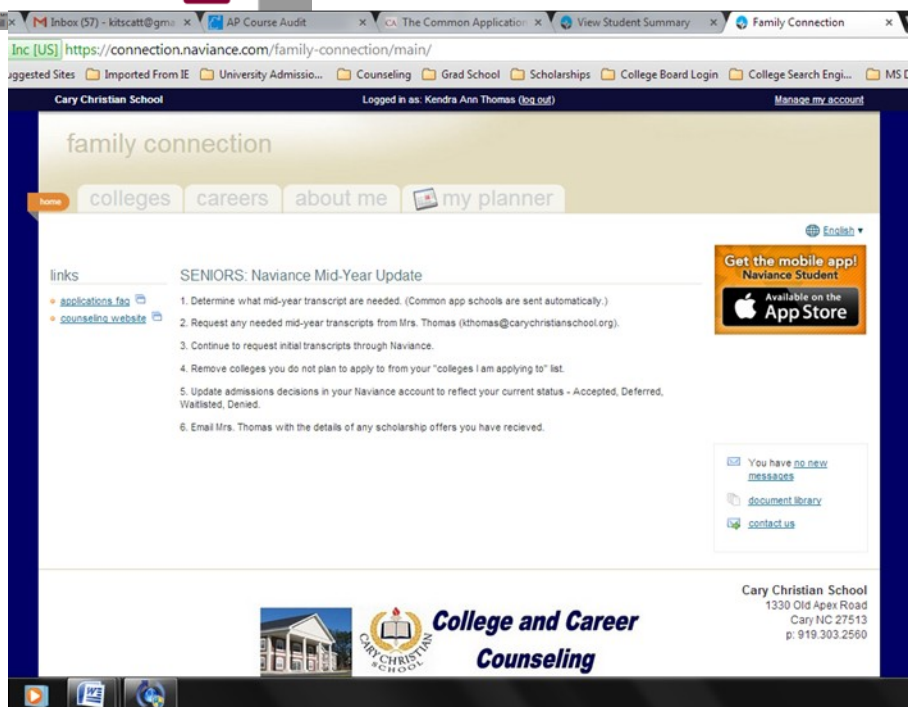 Inbox (57) - kitscatt@gma
AP Course Audit
The Common Application
View Student Summary
Family Connection
Inc [US] https://connection.naviance.com/family-connection/main/
uggested Sites Imported From IE University Admissio... Counseling Grad School Scholarships College Board Login College Search Engi... MS D
Cary Christian School
Logged in as: Kendra Ann Thomas (log out)
Manage my account
family connection
home colleges careers about me my planner
English
links
applications faq
counseling website
SENIORS: Naviance Mid-Year Update
1. Determine what mid-year transcript are needed. (Common app schools are sent automatically.)
2. Request any needed mid-year transcripts from Mrs. Thomas (kthomas@carychristianschool.org).
3. Continue to request initial transcripts through Naviance.
4. Remove colleges you do not plan to apply to from your "colleges I am applying to" list.
5. Update admissions decisions in your Naviance account to reflect your current status - Accepted, Deferred,
Waitlisted, Denied.
6. Email Mrs. Thomas with the details of any scholarship offers you have recieved.
Get the mobile app!
Naviance Student
Available on the
App Store
You have no new
messages
document library
contact us
CARY CHRISTIAN
SCHOOL
College and Career
Counseling
Cary Christian School
1330 Old Apex Road
Cary NC 27513
p: 919.303.2560